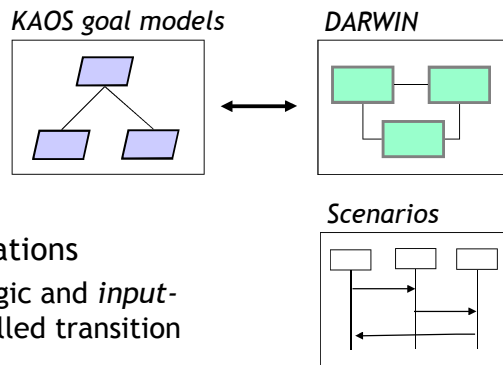 KAOS goal models
DARWIN
Scenarios
ations
gic and input-
lled transition